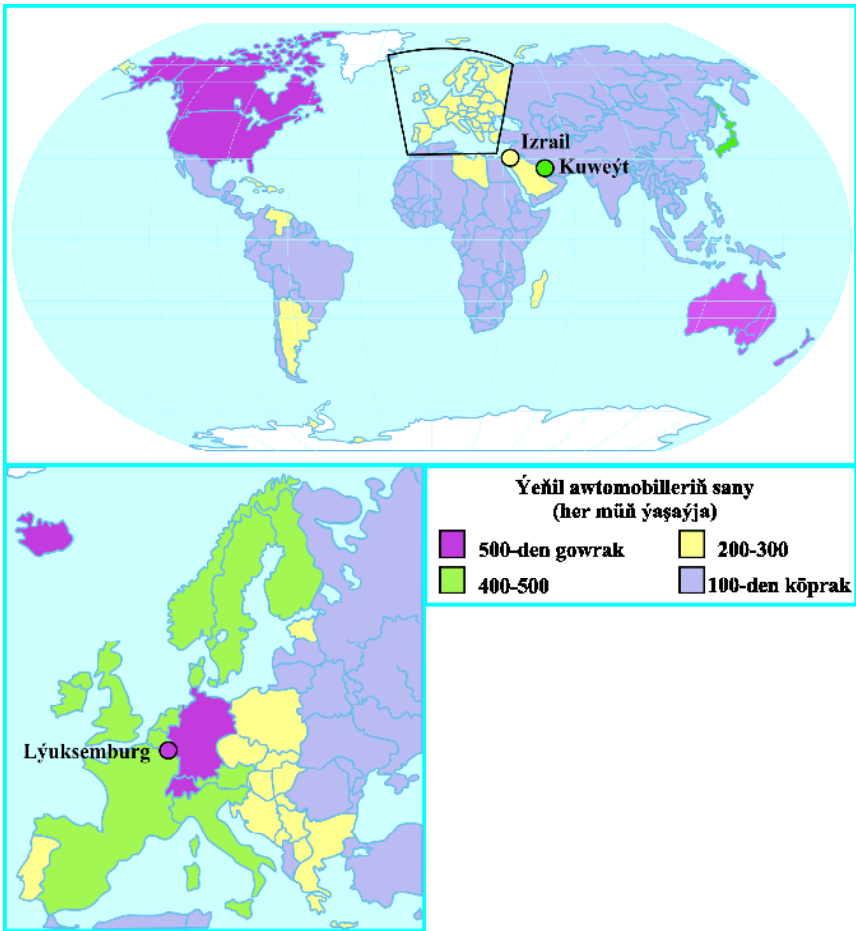 Izrail
Kuweýt
Lýuksemburg
Ýeňil awtomobilleriň sany
(her müň ýaşaýja)
500-den gowrak
200-300
400-500
100-den köprak